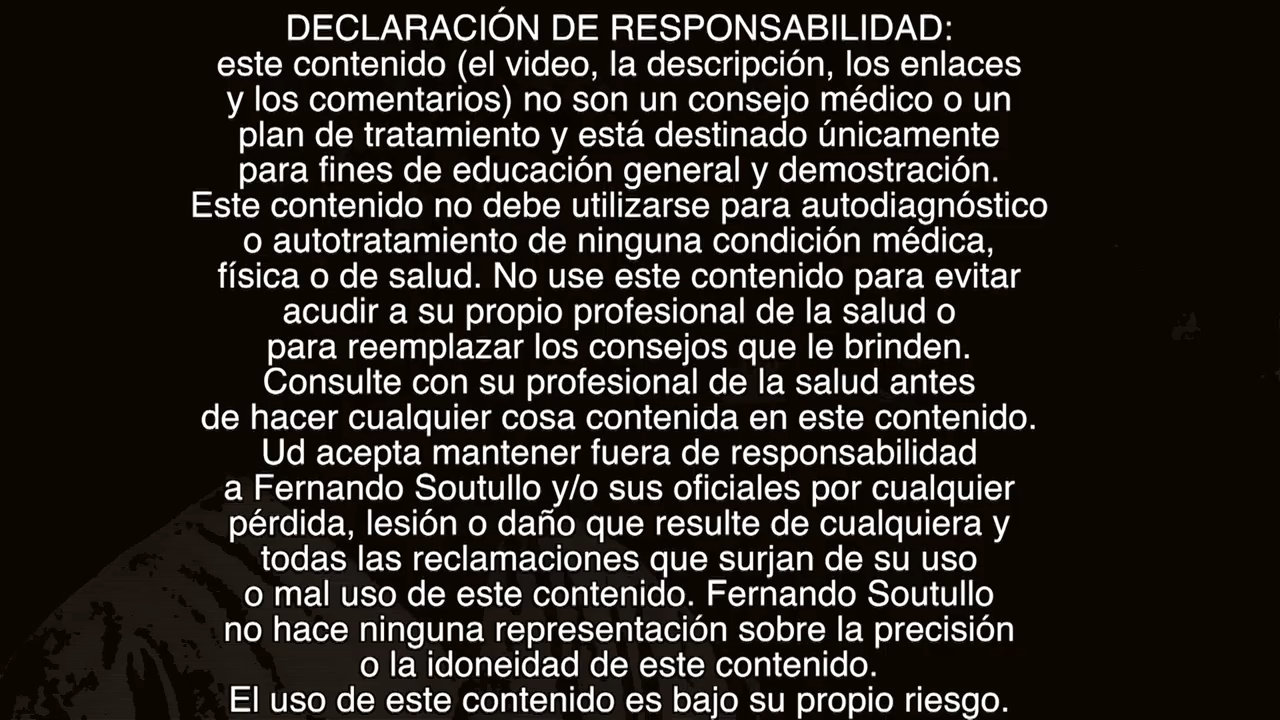 DECLARACIÓN DE RESPONSABILIDAD:
este contenido (el video, la descripción, los enlaces
y los comentarios) no son un consejo médico o un
plan de tratamiento y está destinado únicamente
para fines de educación general y demostración.
Este contenido no debe utilizarse para autodiagnóstico
o autotratamiento de ninguna condición médica,
física o de salud. No use este contenido para evitar
acudir a su propio profesional de la salud o
para reemplazar los consejos que le brinden.
Consulte con su profesional de la salud antes
de hacer cualquier cosa contenida en este contenido.
Ud acepta mantener fuera de responsabilidad
a Fernando Soutullo y/o sus oficiales por cualquier
pérdida, lesión o daño que resulte de cualquiera y
todas las reclamaciones que surjan de su uso
o mal uso de este contenido. Fernando Soutullo
no hace ninguna representación sobre la precisión
o la idoneidad de este contenido.
El uso de este contenido es bajo su propio riesgo.